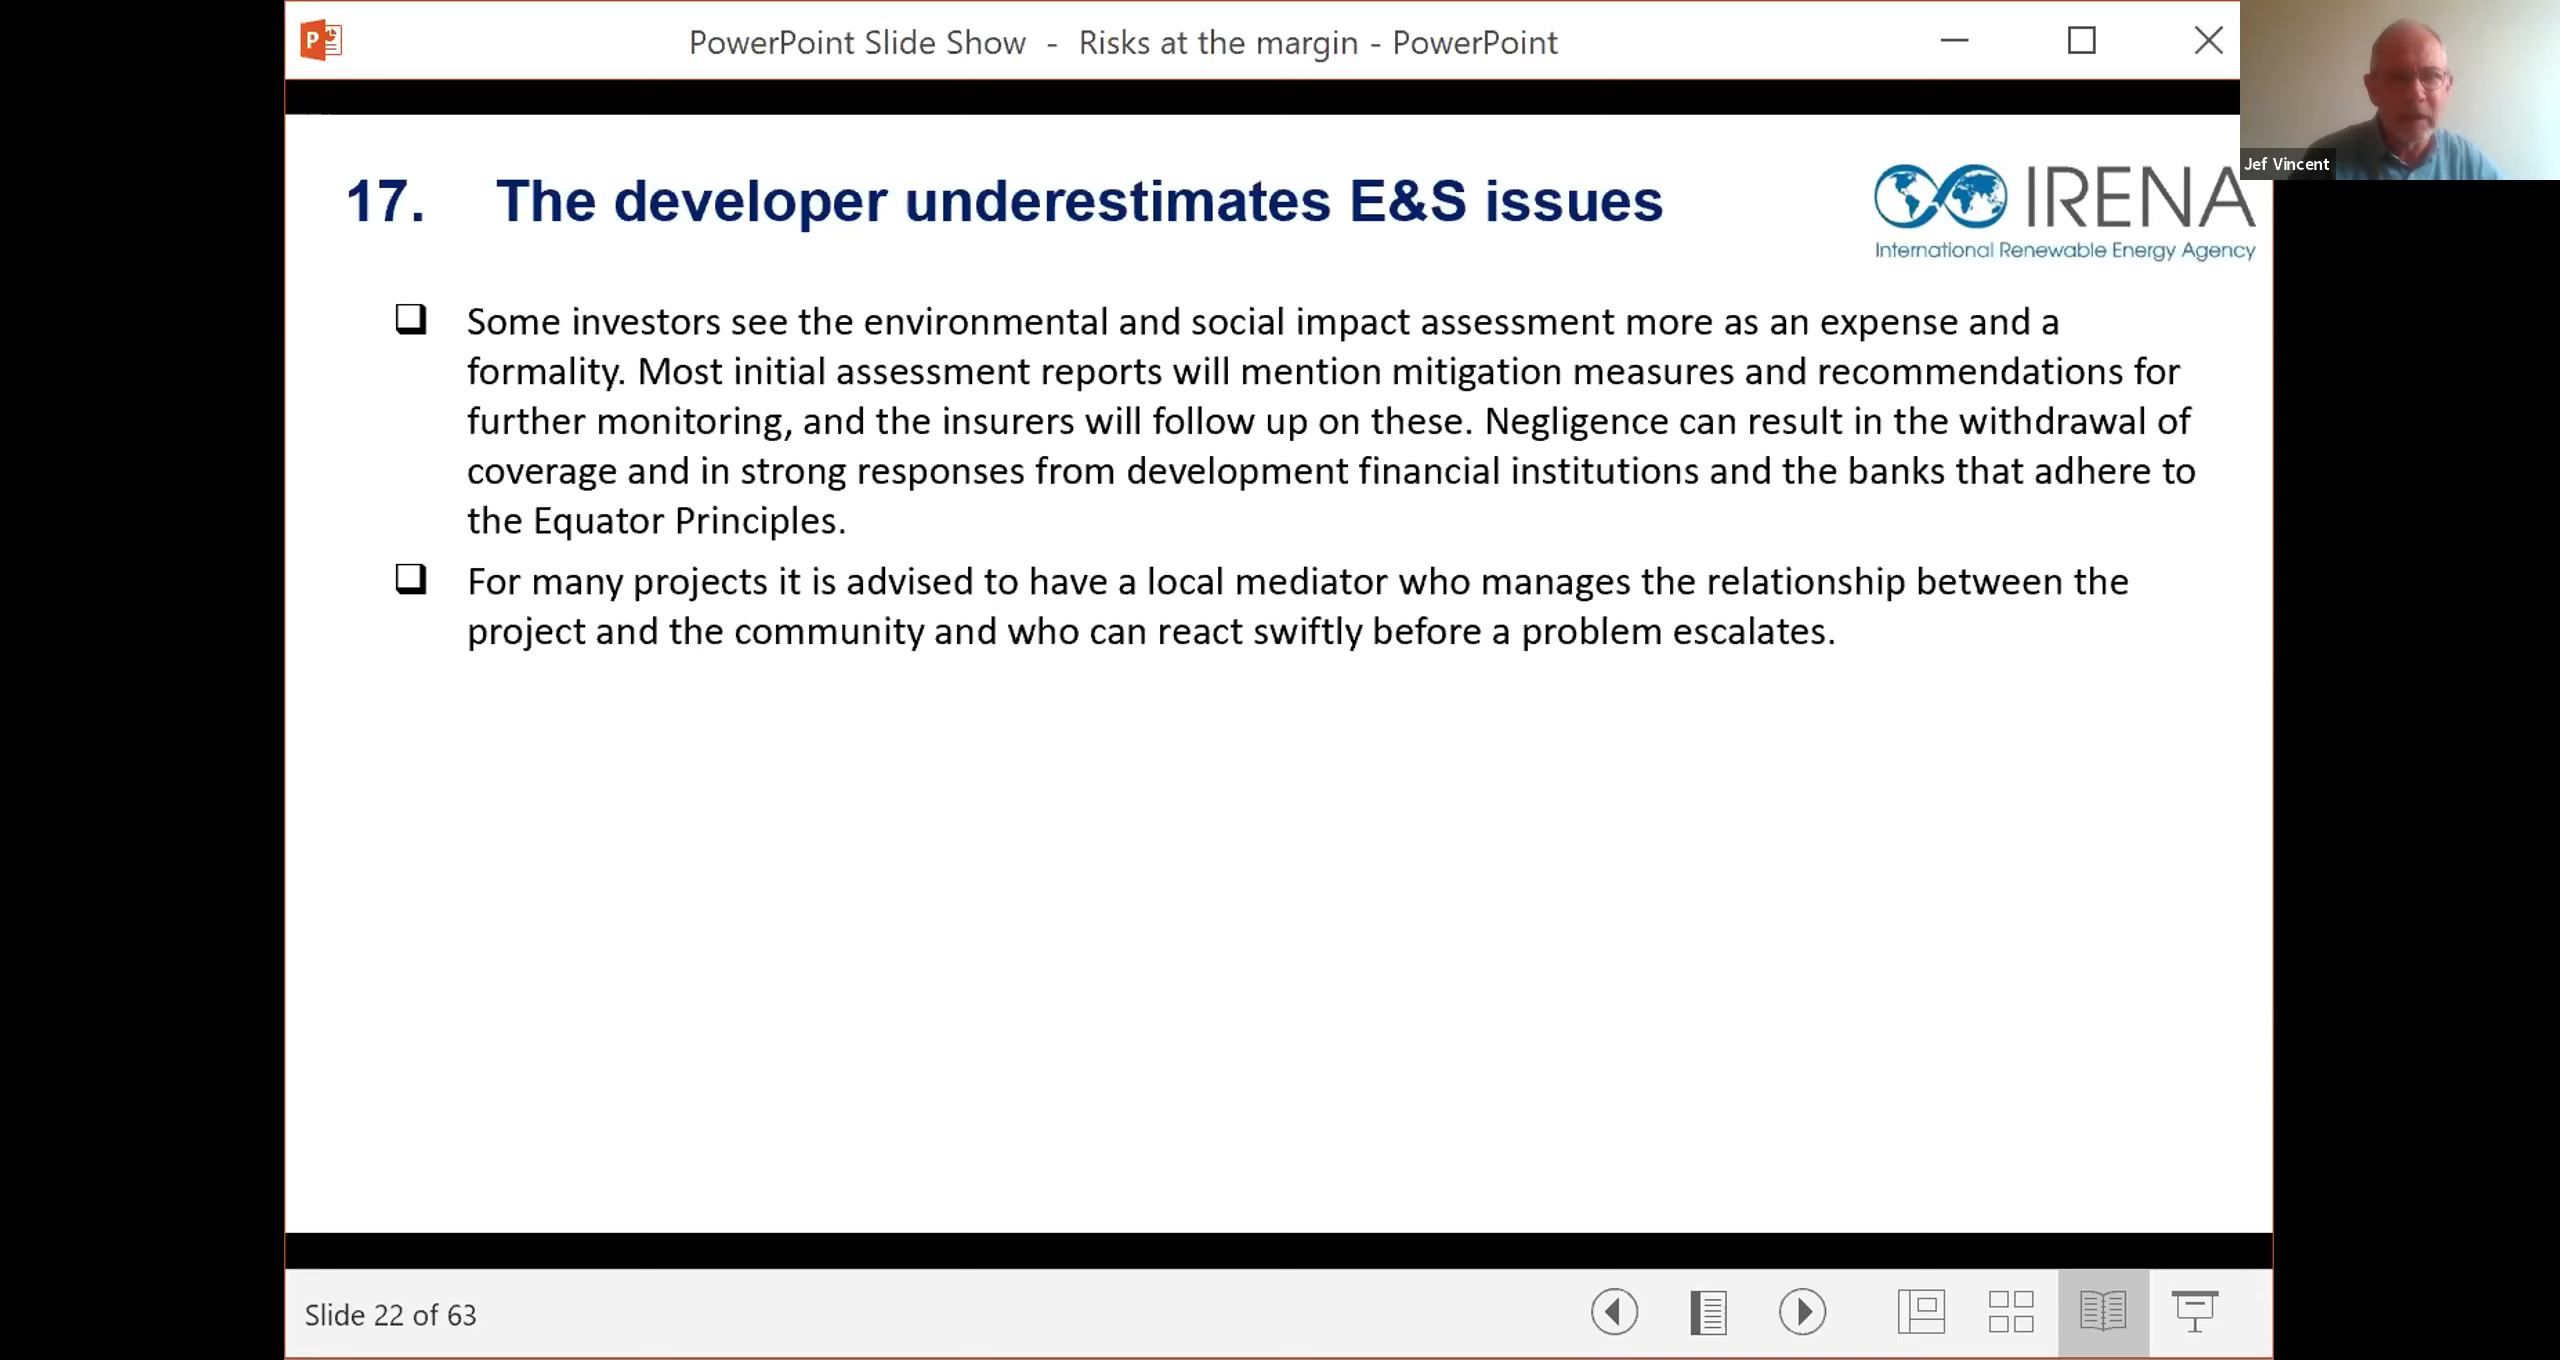 PowerPoint Slide Show - Risks at the margin - PowerPoint
Jef Vincent
17. The developer underestimates E&S issues
IRENA
International Renewable Energy Agency
Some investors see the environmental and social impact assessment more as an expense and a
formality. Most initial assessment reports will mention mitigation measures and recommendations for
further monitoring, and the insurers will follow up on these. Negligence can result in the withdrawal of
coverage and in strong responses from development financial institutions and the banks that adhere to
the Equator Principles.
For many projects it is advised to have a local mediator who manages the relationship between the
project and the community and who can react swiftly before a problem escalates.
Slide 22 of 63